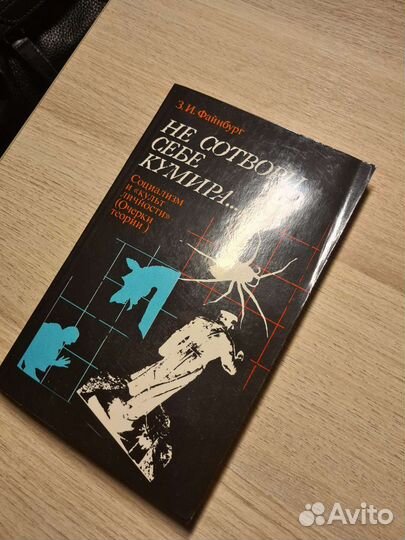 З. И. Файнбург
НЕ СОТВОРИ
СЕБЕ
КУМИРА...
Социализм
и «культ
личности»
(Очерки
теории)
Avito